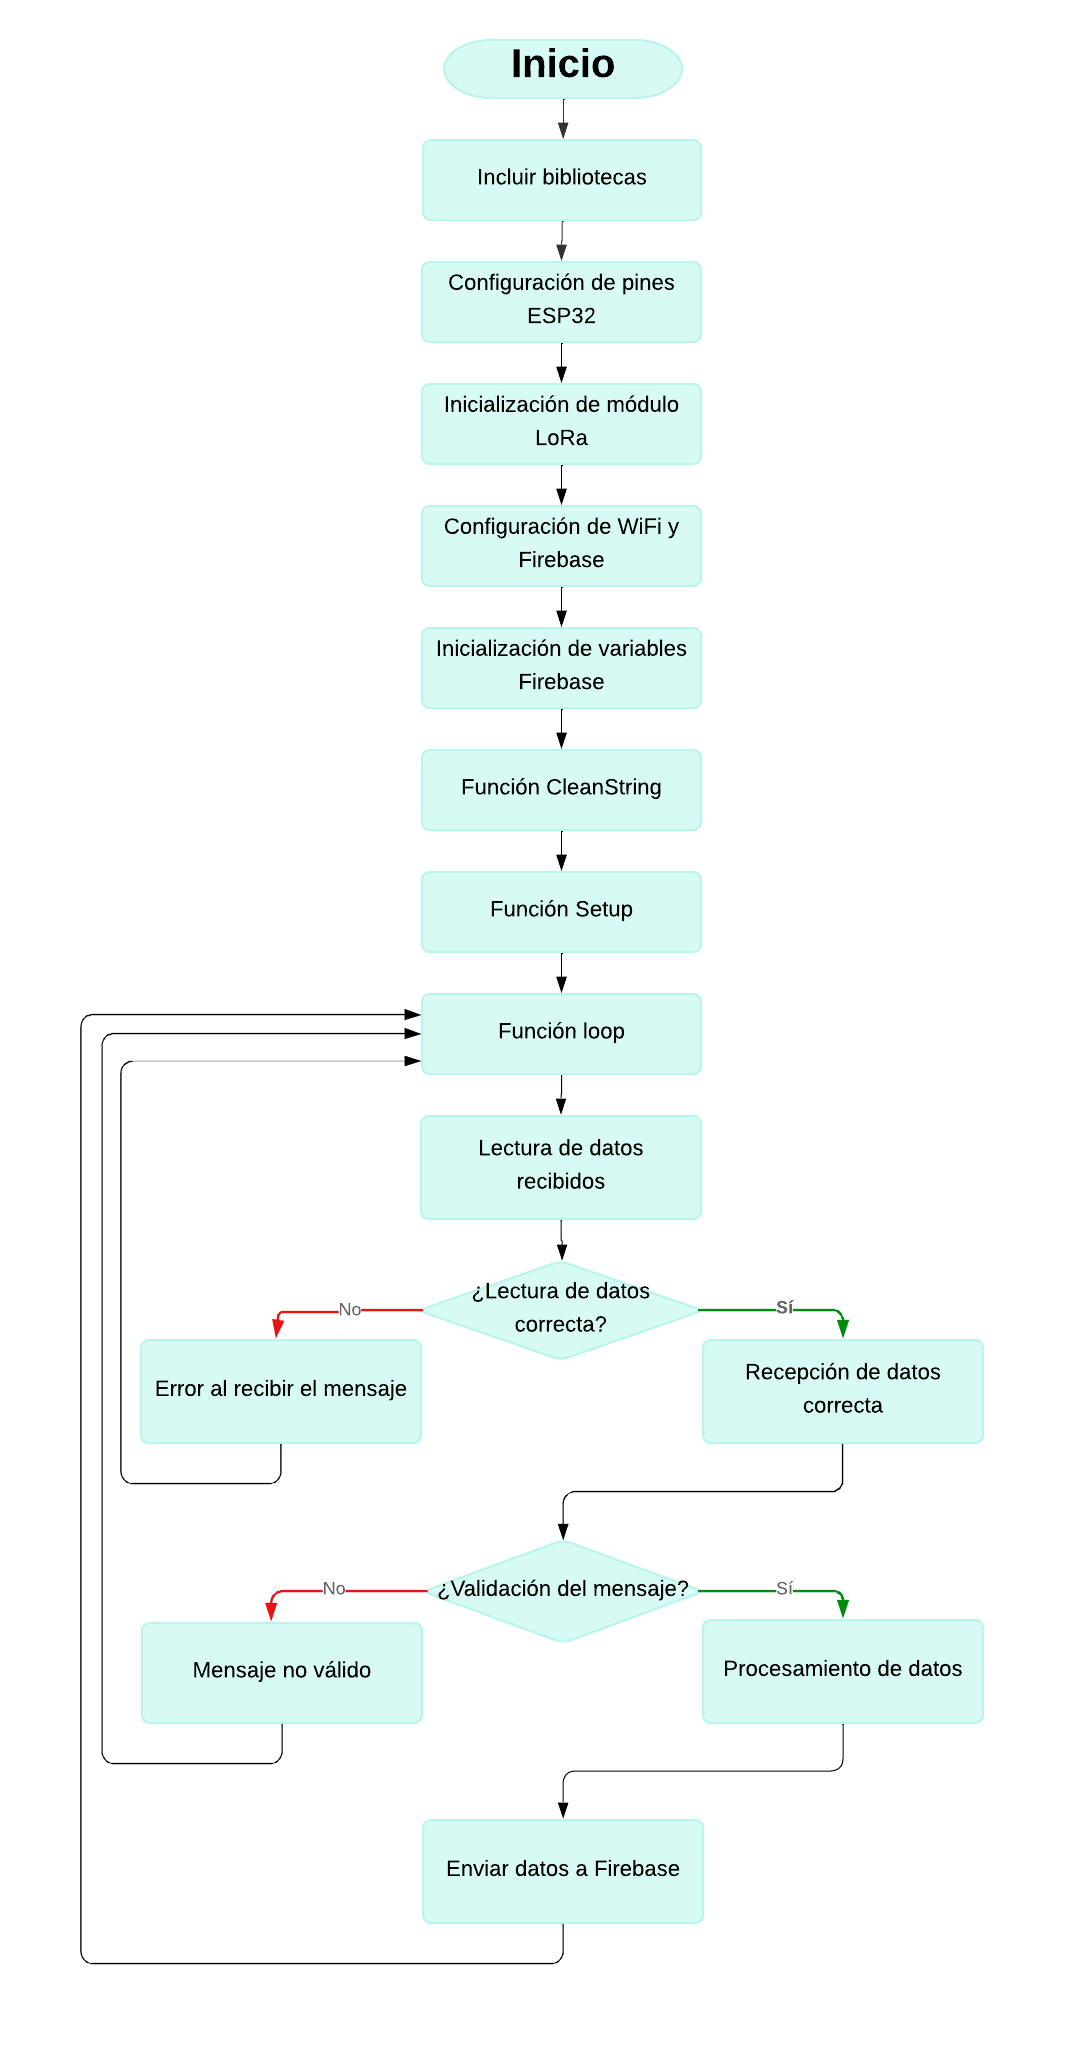 Inicio
Incluir bibliotecas
Configuración de pines
ESP32
Inicialización de módulo
LoRa
Configuración de WiFi y
Firebase
Inicialización de variables
Firebase
Función CleanString
Función Setup
Función loop
Lectura de datos
recibidos
¿Lectura de datos
correcta?
No
Sí
Error al recibir el mensaje
Recepción de datos
correcta
¿Validación del mensaje?
No
Sí
Mensaje no válido
Procesamiento de datos
Enviar datos a Firebase